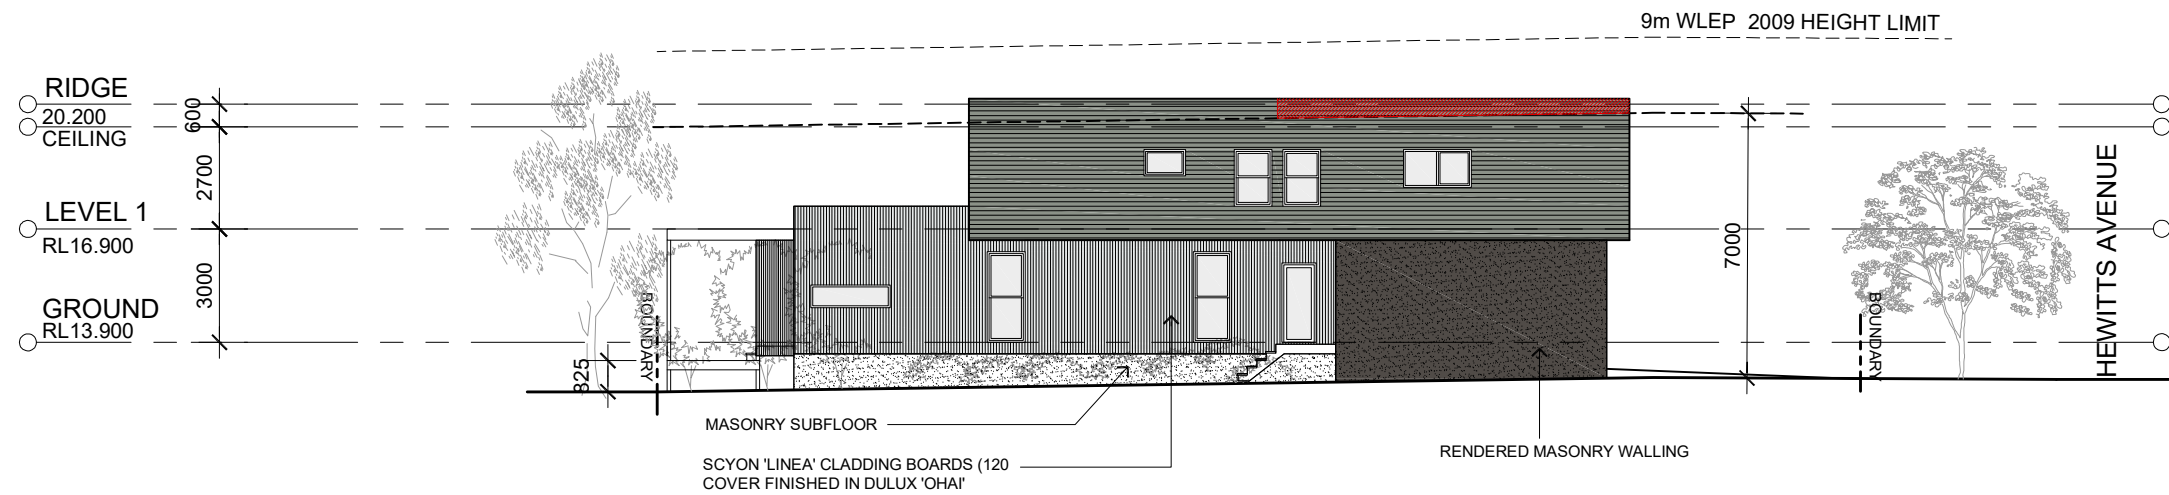 9m WLEP 2009 HEIGHT LIMIT
RIDGE
20.200
CEILING
600
2700
LEVEL 1
RL16.900
3000
GROUND
RL13.900
825
BOUNDARY
7000
BOUNDARY
HEWITTS AVENUE
MASONRY SUBFLOOR
SCYON 'LINEA' CLADDING BOARDS (120
COVER FINISHED IN DULUX 'OHAI'
RENDERED MASONRY WALLING